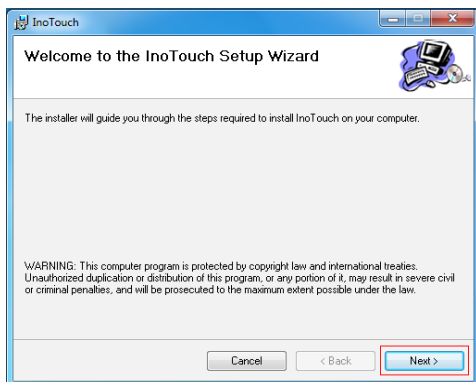 InoTouch
Welcome to the InoTouch Setup Wizard
The installer will guide you through the steps required to install InoTouch on your computer.
WARNING: This computer program is protected by copyright law and international treaties.
Unauthorized duplication or distribution of this program, or any portion of it, may result in severe civil
or criminal penalties, and will be prosecuted to the maximum extent possible under the law.
Cancel
< Back
Next >